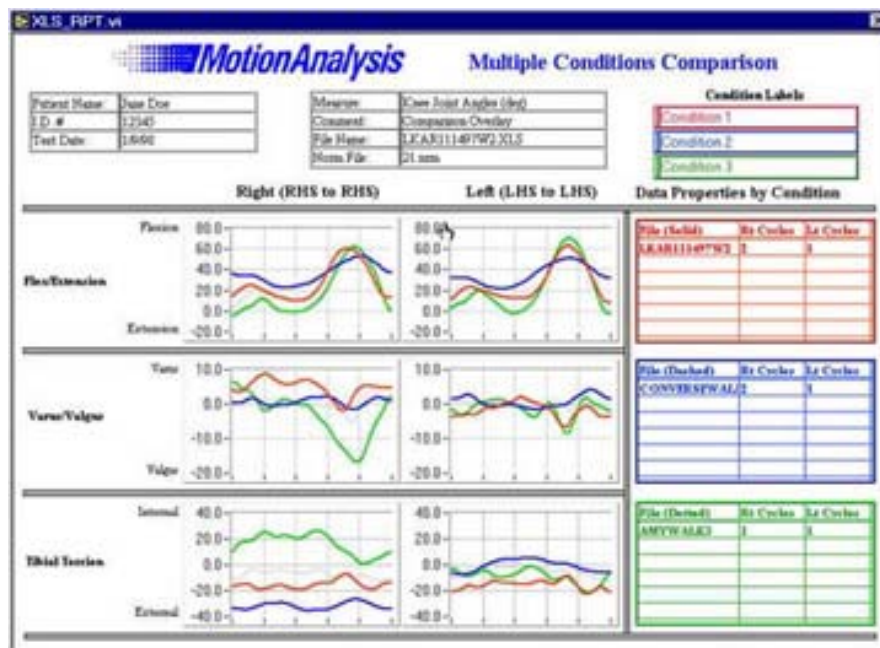 XLS_RPT.vi
MotionAnalysis
Multiple Conditions Comparison
Patient Name: Jane Doe
I.D. # 12345
Test Date:
Measure: Knee Joint Angles (deg)
Comment: Comparison Overlay
File Name: LKAR111497W2.XLS
Norm File: 21.nrm
Condition Labels
Condition 1
Condition 2
Condition 3
Right (RHS to RHS) Left (LHS to LHS) Data Properties by Condition
Flexion
Flex/Extension
Extension
80.0
60.0
40.0
20.0
0.0
-20.0
80.0
60.0
40.0
20.0
0.0
-20.0
File (Solid) Rt Cycles Lt Cycles
LKAR111497W2 2 1
Varus
Varus/Valgus
Valgus
10.0
0.0
-10.0
-20.0
10.0
0.0
-10.0
-20.0
File (Dashed) Rt Cycles Lt Cycles
2 1
Internal
Tibial Torsion
External
40.0
20.0
0.0
-20.0
-40.0
40.0
20.0
0.0
-20.0
-40.0
File (Dotted) Rt Cycles Lt Cycles
AMYWALK3 1